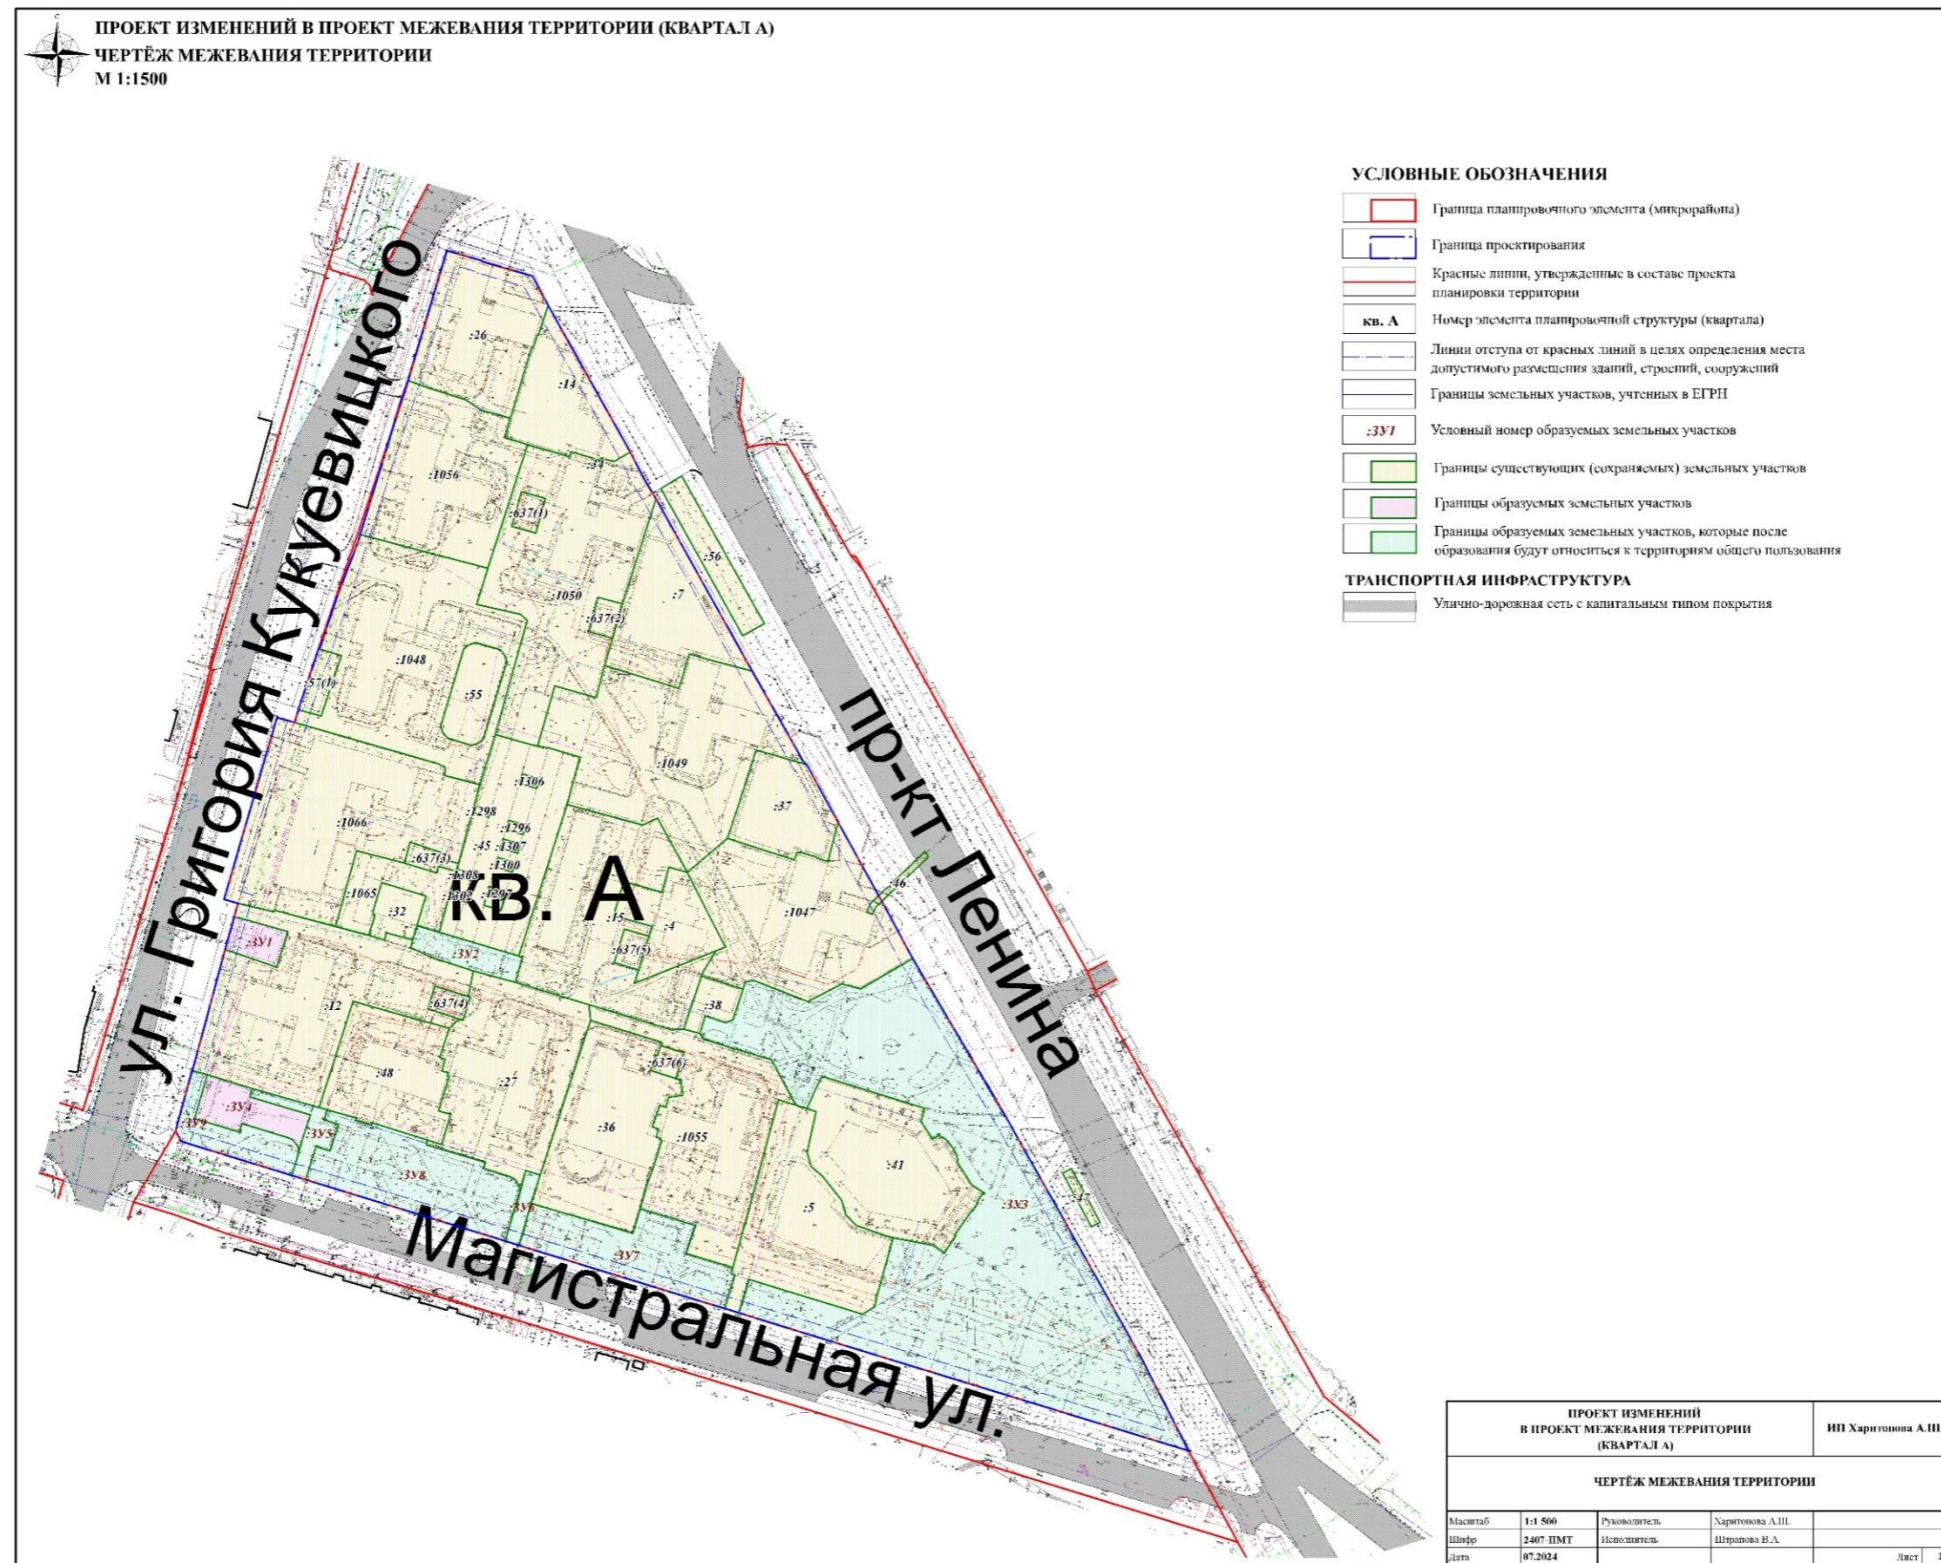 С
ПРОЕКТ ИЗМЕНЕНИЙ В ПРОЕКТ МЕЖЕВАНИЯ ТЕРРИТОРИИ (КВАРТАЛ А)
ЧЕРТЁЖ МЕЖЕВАНИЯ ТЕРРИТОРИИ
М 1:1500
УСЛОВНЫЕ ОБОЗНАЧЕНИЯ
Граница планировочного элемента (микрорайона)
Граница проектирования
Красные линии, утвержденные в составе проекта
планировки территории
кв. А
Номер элемента планировочной структуры (квартала)
Линии отступа от красных линий в целях определения места
допустимого размещения зданий, строений, сооружений
Границы земельных участков, учтенных в ЕГРН
:ЗУ1
Условный номер образуемых земельных участков
Границы существующих (сохраняемых) земельных участков
Границы образуемых земельных участков
Границы образуемых земельных участков, которые после
образования будут относиться к территориям общего пользования
ТРАНСПОРТНАЯ ИНФРАСТРУКТУРА
Улично-дорожная сеть с капитальным типом покрытия
ул. Григория Кукуевицкого
пр-кт Ленина
Магистральная ул.
кв. А
:26
:14
:34
:1056
:637(1)
:56
:1050
:7
:637(2)
:1048
:57(1)
:55
:1049
:1306
:37
:1298
:1066
:1296
:45
:1307
:637(3)
:1300
:1308
:46
:1065
:1302
:1297
:32
:15
:4
:1047
:ЗУ1
:ЗУ2
:637(5)
:12
:637(4)
:38
:48
:27
:637(6)
:ЗУ4
:ЗУ9
:ЗУ5
:36
:1055
:41
:ЗУ8
:ЗУ6
:5
:ЗУ3
:47
:ЗУ7
ПРОЕКТ ИЗМЕНЕНИЙ
В ПРОЕКТ МЕЖЕВАНИЯ ТЕРРИТОРИИ
(КВАРТАЛ А)
ИП Харитонова А.Ш.
ЧЕРТЁЖ МЕЖЕВАНИЯ ТЕРРИТОРИИ
Масштаб 1:1 500 Руководитель Харитонова А.Ш.
Шифр 2407-ПМТ Исполнитель Штрапова В.А.
Дата 07.2024 Лист 1